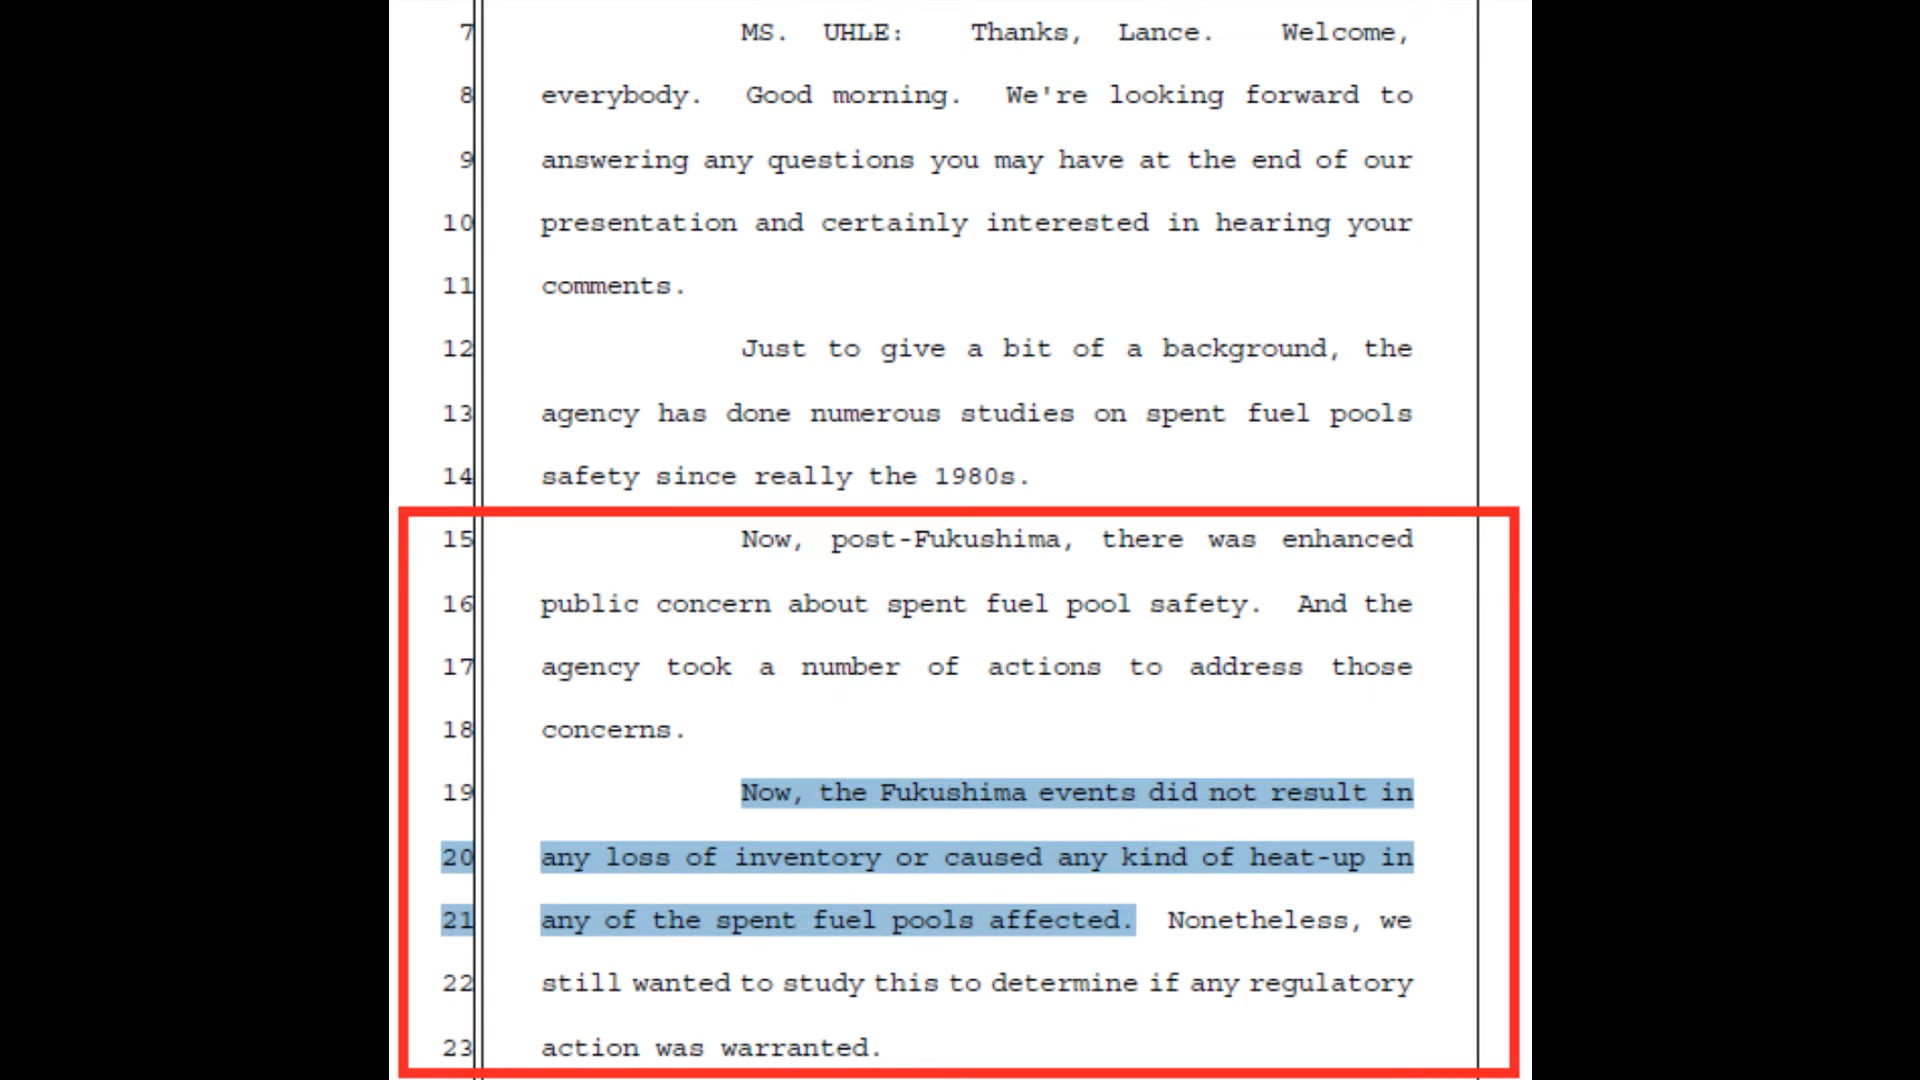 7 MS. UHLE: Thanks, Lance. Welcome,
8 everybody. Good morning. We're looking forward to
9 answering any questions you may have at the end of our
10 presentation and certainly interested in hearing your
11 comments.
12 Just to give a bit of a background, the
13 agency has done numerous studies on spent fuel pools
14 safety since really the 1980s.
15 Now, post-Fukushima, there was enhanced
16 public concern about spent fuel pool safety. And the
17 agency took a number of actions to address those
18 concerns.
19 Now, the Fukushima events did not result in
20 any loss of inventory or caused any kind of heat-up in
21 any of the spent fuel pools affected. Nonetheless, we
22 still wanted to study this to determine if any regulatory
23 action was warranted.